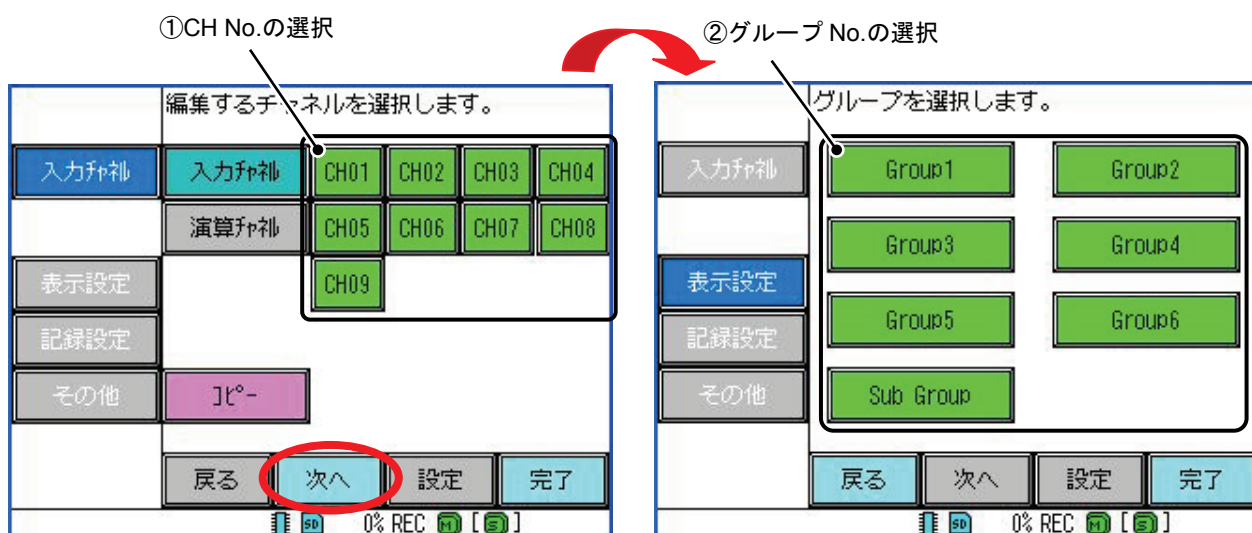 ①CH No.の選択
編集するチャネルを選択します。
入力ﾁｬﾈﾙ
入力ﾁｬﾈﾙ CH01 CH02 CH03 CH04
演算ﾁｬﾈﾙ CH05 CH06 CH07 CH08
CH09
表示設定
記録設定
その他
ｺﾋﾟｰ
戻る 次へ 設定 完了
SD 0% REC M [S]
②グループ No.の選択
グループを選択します。
入力ﾁｬﾈﾙ
表示設定
記録設定
その他
Group1 Group2
Group3 Group4
Group5 Group6
Sub Group
戻る 次へ 設定 完了
SD 0% REC M [S]